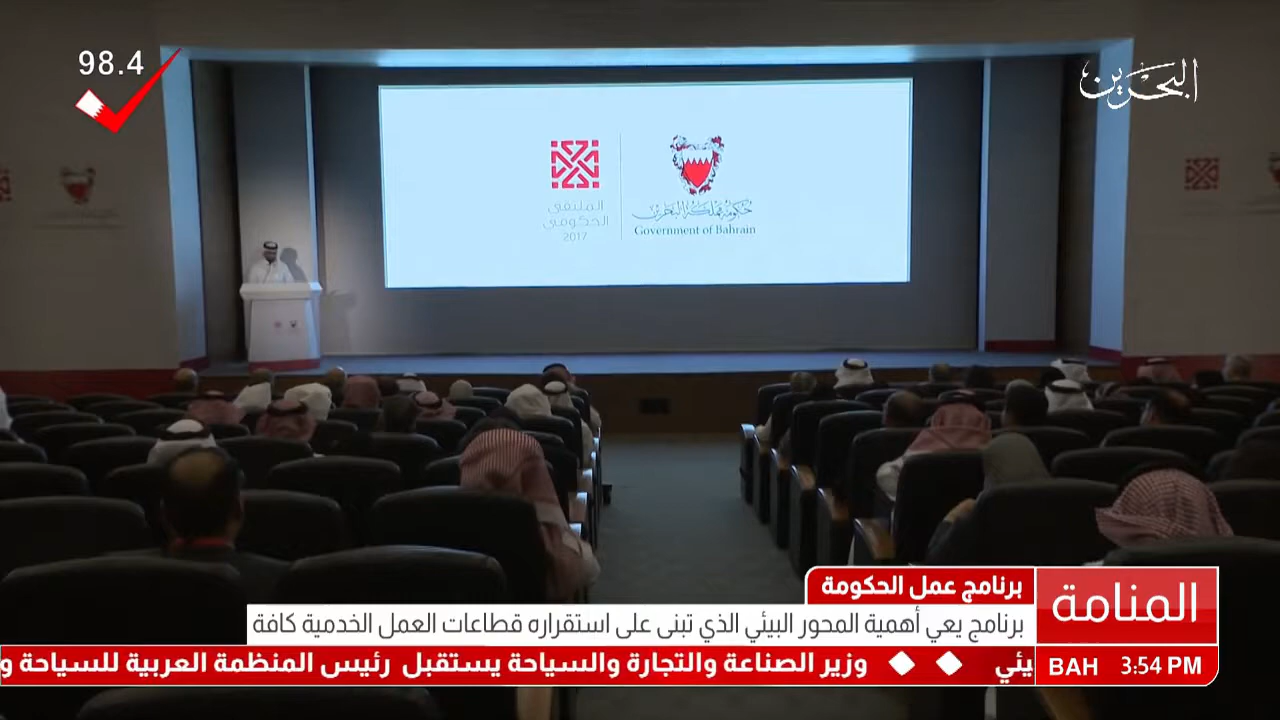 98.4
البحرين
الملتقى
الحكومي
2017
حكومة مملكة البحرين
Government of Bahrain
برنامج عمل الحكومة
المنامة
برنامج يعي أهمية المحور البيئي الذي تبنى على استقراره قطاعات العمل الخدمية كافة
يئي ◆ ◆ وزير الصناعة والتجارة والسياحة يستقبل رئيس المنظمة العربية للسياحة و
BAH 3:54 PM